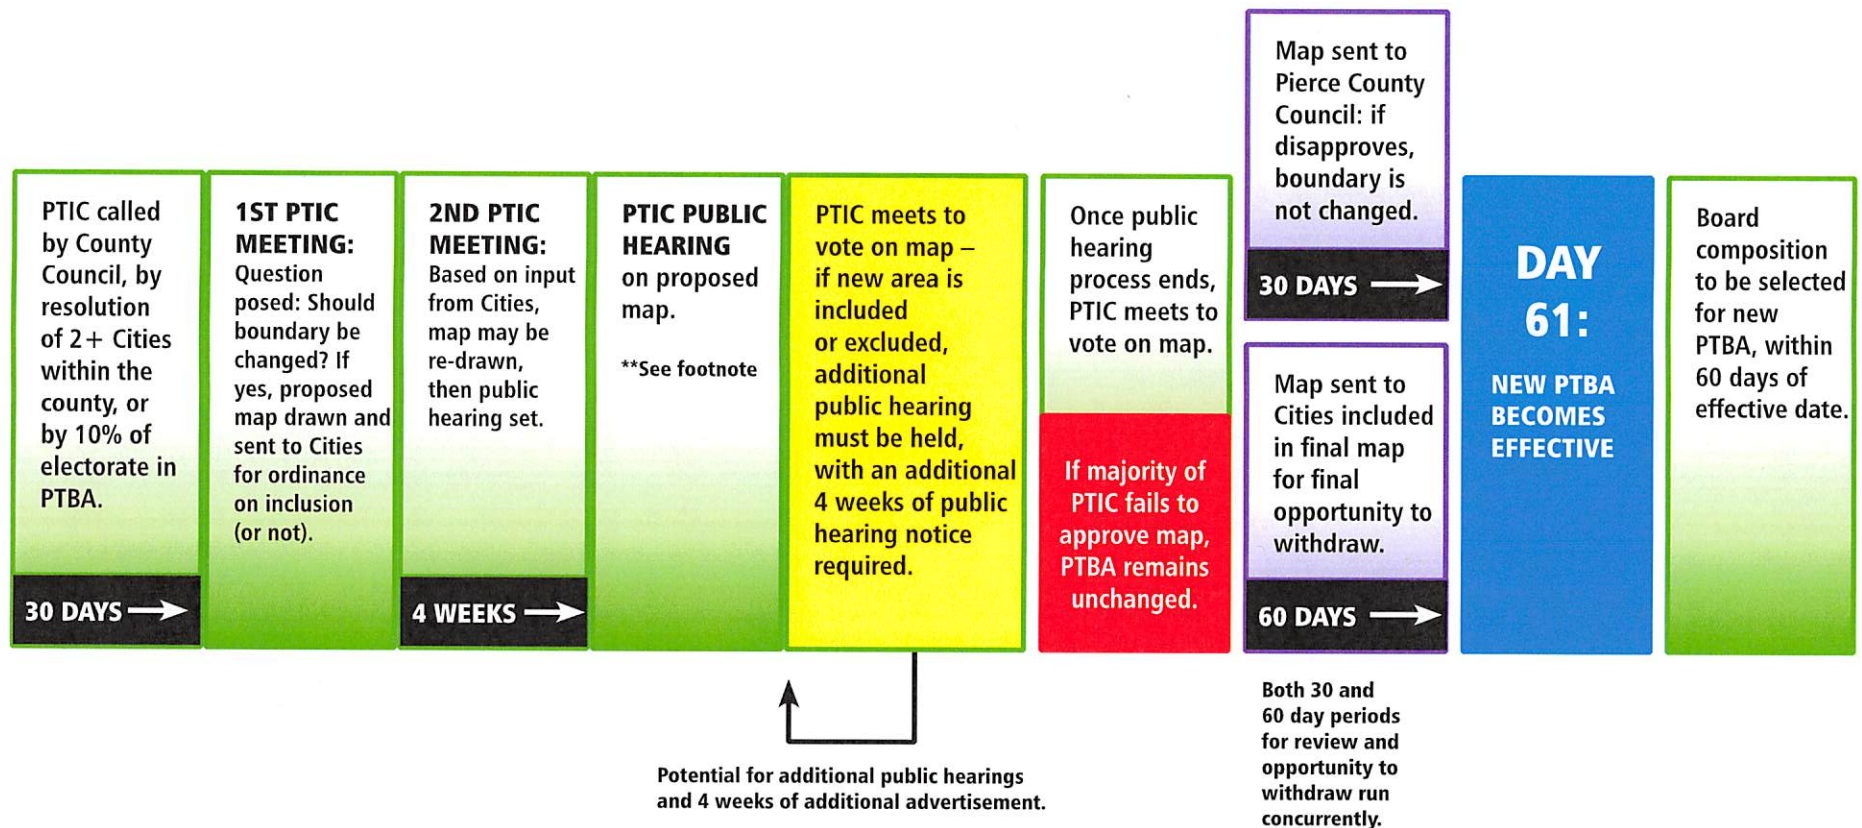 PTIC called
by County
Council, by
resolution
of 2+ Cities
within the
county, or
by 10% of
electorate in
PTBA.
30 DAYS
1ST PTIC
MEETING:
Question
posed: Should
boundary be
changed? If
yes, proposed
map drawn and
sent to Cities
for ordinance
on inclusion
(or not).
2ND PTIC
MEETING:
Based on input
from Cities,
map may be
re-drawn,
then public
hearing set.
4 WEEKS
PTIC PUBLIC
HEARING
on proposed
map.
**See footnote
PTIC meets to
vote on map –
if new area is
included
or excluded,
additional
public hearing
must be held,
with an additional
4 weeks of public
hearing notice
required.
Potential for additional public hearings
and 4 weeks of additional advertisement.
Once public
hearing
process ends,
PTIC meets to
vote on map.
If majority of
PTIC fails to
approve map,
PTBA remains
unchanged.
Map sent to
Pierce County
Council: if
disapproves,
boundary is
not changed.
30 DAYS
Map sent to
Cities included
in final map
for final
opportunity to
withdraw.
60 DAYS
Both 30 and
60 day periods
for review and
opportunity to
withdraw run
concurrently.
DAY
61:
NEW PTBA
BECOMES
EFFECTIVE
Board
composition
to be selected
for new
PTBA, within
60 days of
effective date.